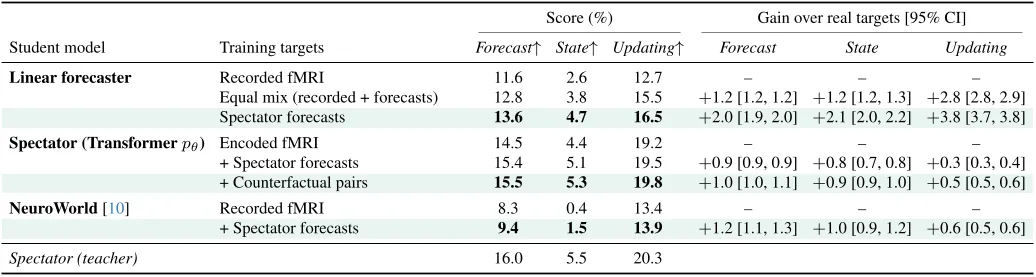 Score (%) Gain over real targets [95% CI]
Student model Training targets Forecast↑ State↑ Updating↑ Forecast State Updating
Linear forecaster Recorded fMRI 11.6 2.6 12.7 – – –
Equal mix (recorded + forecasts) 12.8 3.8 15.5 +1.2 [1.2, 1.2] +1.2 [1.2, 1.3] +2.8 [2.8, 2.9]
Spectator forecasts 13.6 4.7 16.5 +2.0 [1.9, 2.0] +2.1 [2.0, 2.2] +3.8 [3.7, 3.8]
Spectator (Transformer pθ) Encoded fMRI 14.5 4.4 19.2 – – –
+ Spectator forecasts 15.4 5.1 19.5 +0.9 [0.9, 0.9] +0.8 [0.7, 0.8] +0.3 [0.3, 0.4]
+ Counterfactual pairs 15.5 5.3 19.8 +1.0 [1.0, 1.1] +0.9 [0.9, 1.0] +0.5 [0.5, 0.6]
NeuroWorld [10] Recorded fMRI 8.3 0.4 13.4 – – –
+ Spectator forecasts 9.4 1.5 13.9 +1.2 [1.1, 1.3] +1.0 [0.9, 1.2] +0.6 [0.5, 0.6]
Spectator (teacher) 16.0 5.5 20.3